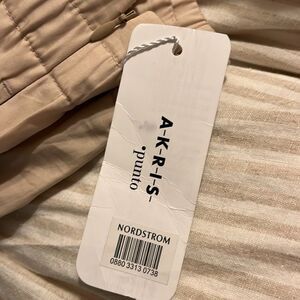 A-K-R-I-S-
•punto
NORDSTROM
0880 3313 0738